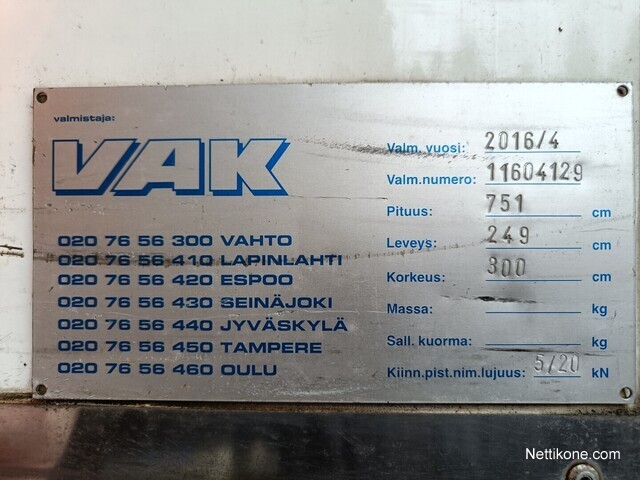 valmistaja:
VAK
020 76 56 300 VAHTO
020 76 56 410 LAPINLAHTI
020 76 56 420 ESPOO
020 76 56 430 SEINÄJOKI
020 76 56 440 JYVÄSKYLÄ
020 76 56 450 TAMPERE
020 76 56 460 OULU
Valm. vuosi: 2016/4
Valm.numero: 11604129
Pituus: 751 cm
Leveys: 249 cm
Korkeus: 300 cm
Massa: kg
Sall. kuorma: kg
Kiinn.pist.nim.lujuus: 5/20 kN
Nettikone.com